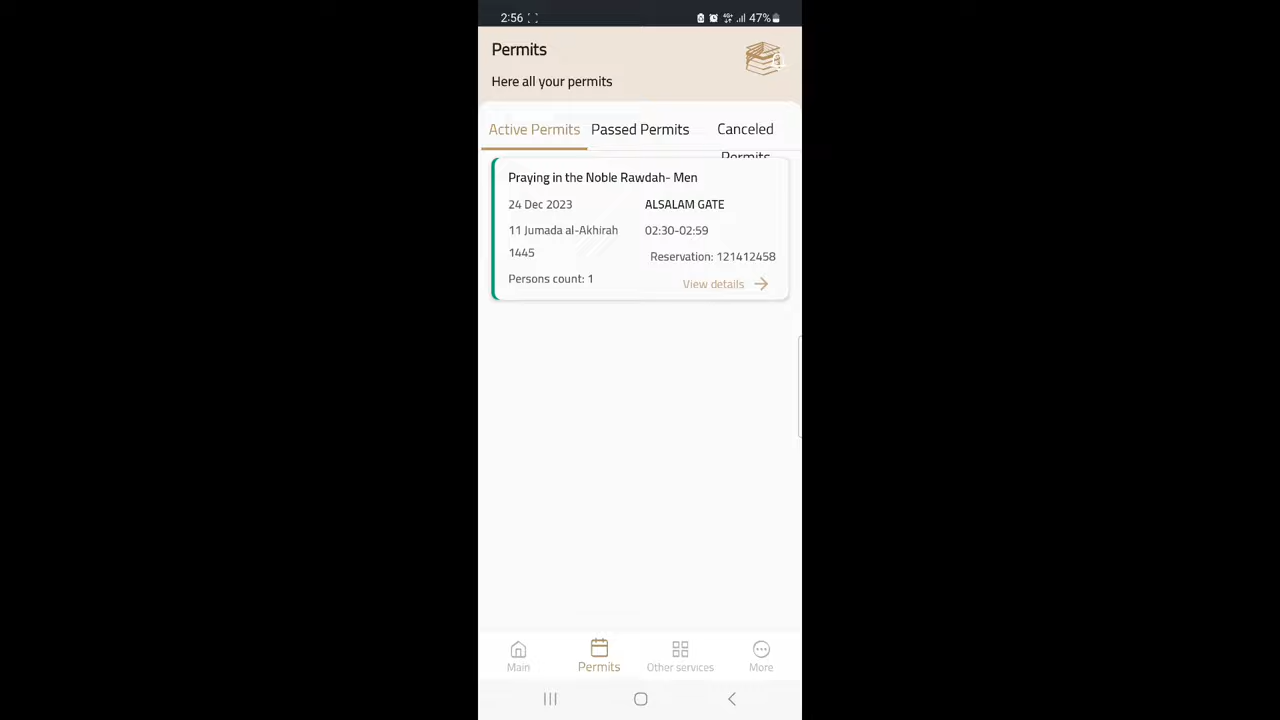 2:56 47%
Permits
Here all your permits
Active Permits Passed Permits Canceled Permits
Praying in the Noble Rawdah- Men
24 Dec 2023 ALSALAM GATE
11 Jumada al-Akhirah 02:30-02:59
1445
Reservation: 121412458
Persons count: 1
View details
Main Permits Other services More